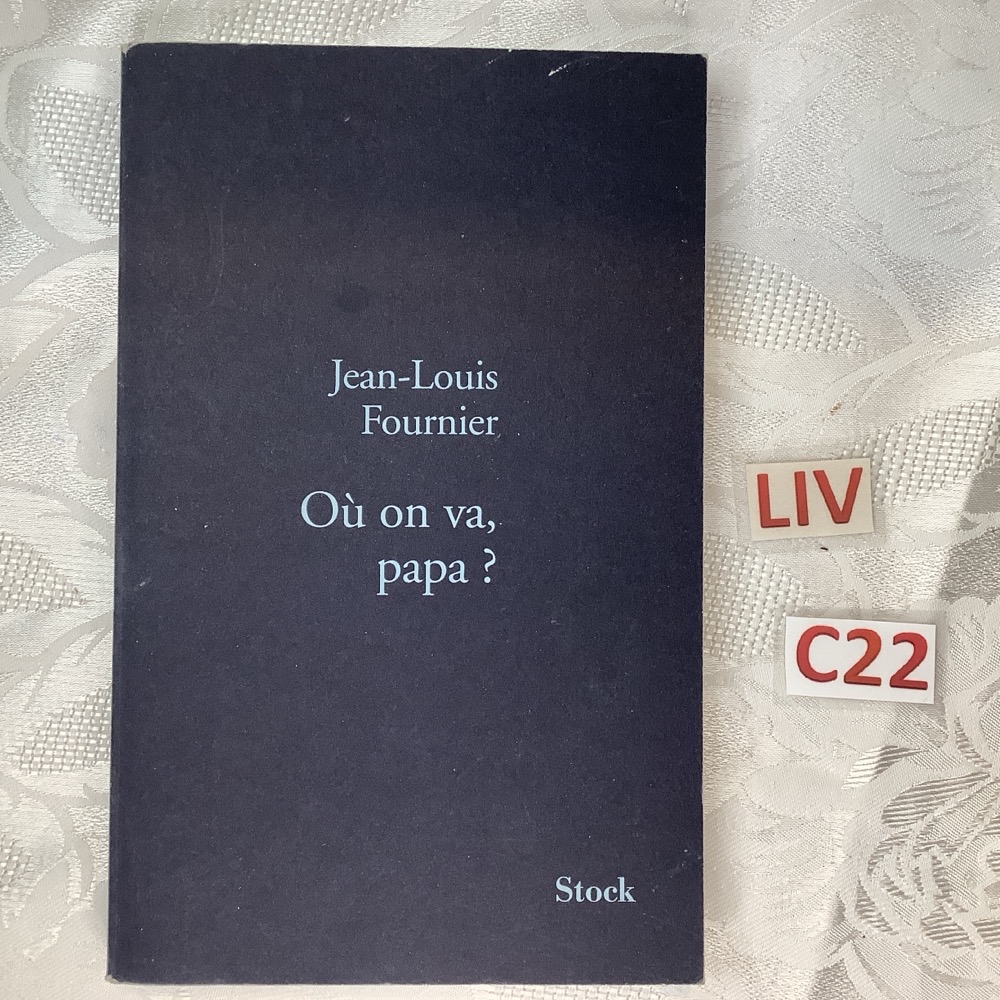 Jean-Louis
Fournier
Où on va,
papa ?
Stock
LIV
C22